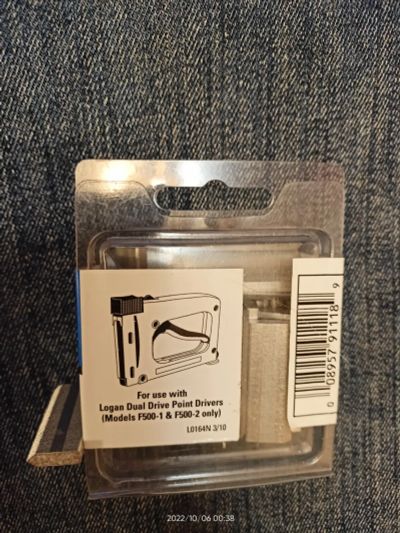 For use with
Logan Dual Drive Point Drivers
(Models F500-1 & F500-2 only)
L0164N 3/10
0 08957 91118 9
2022/10/06 00:38